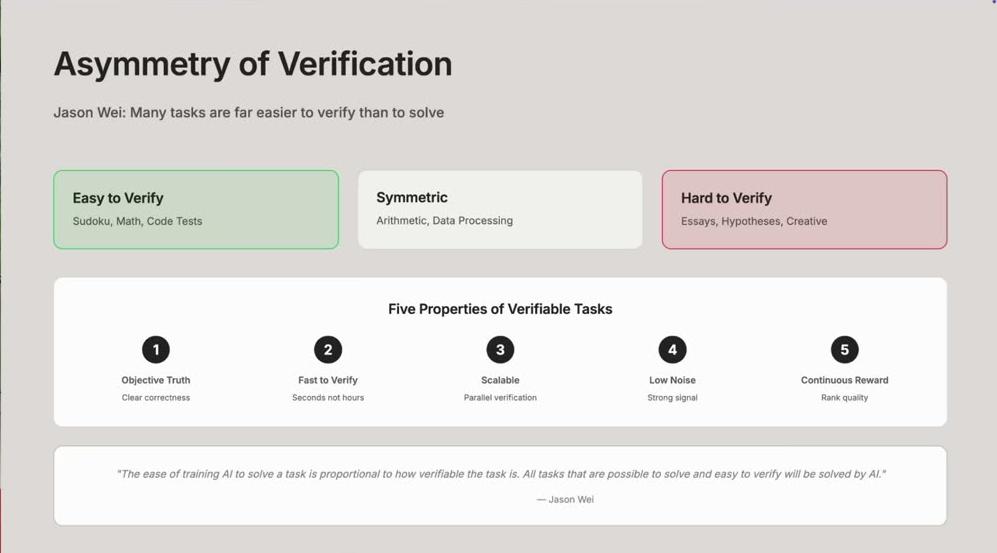 Asymmetry of Verification
Jason Wei: Many tasks are far easier to verify than to solve
Easy to Verify
Sudoku, Math, Code Tests
Symmetric
Arithmetic, Data Processing
Hard to Verify
Essays, Hypotheses, Creative
Five Properties of Verifiable Tasks
1
Objective Truth
Clear correctness
2
Fast to Verify
Seconds not hours
3
Scalable
Parallel verification
4
Low Noise
Strong signal
5
Continuous Reward
Rank quality
"The ease of training AI to solve a task is proportional to how verifiable the task is. All tasks that are possible to solve and easy to verify will be solved by AI."
— Jason Wei